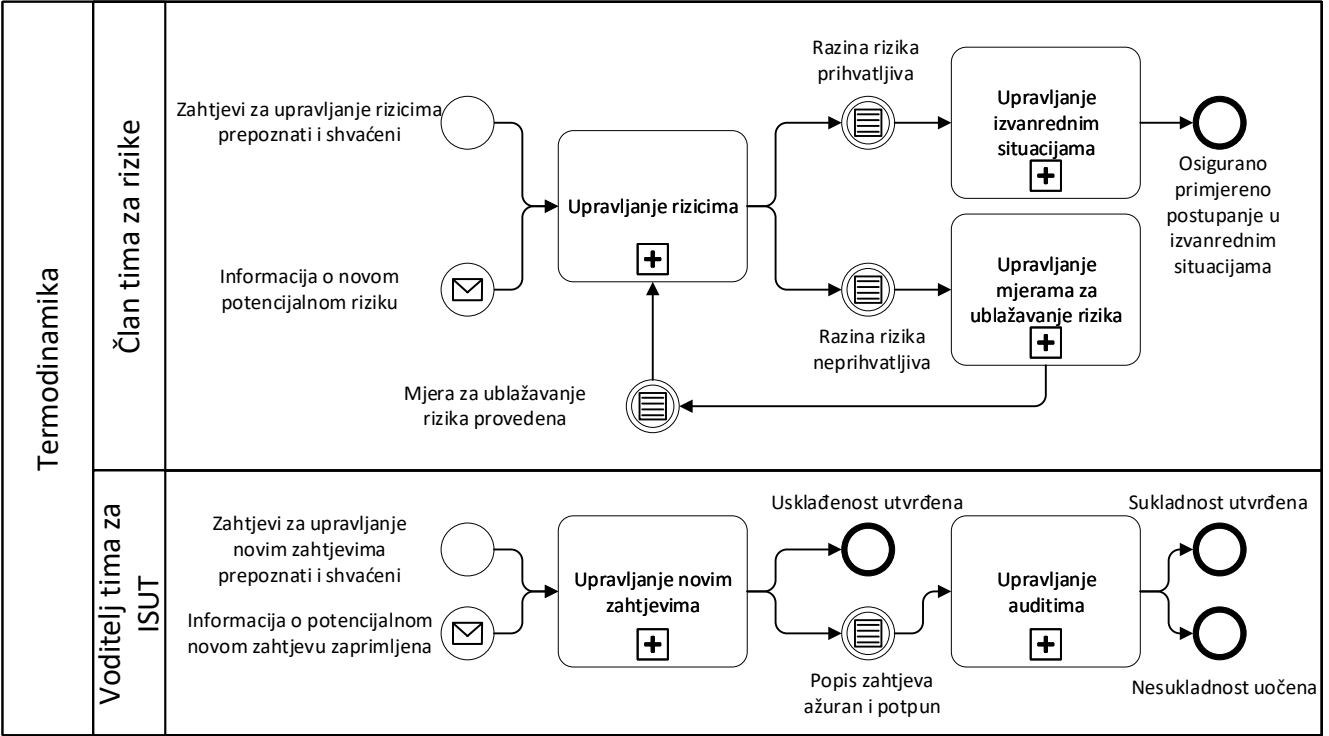 Termodinamika
Član tima za rizike
Zahtjevi za upravljanje rizicima
prepoznati i shvaćeni
Informacija o novom
potencijalnom riziku
Upravljanje rizicima
Razina rizika
prihvatljiva
Upravljanje
izvanrednim
situacijama
Osigurano
primjereno
postupanje u
izvanrednim
situacijama
Razina rizika
neprihvatljiva
Upravljanje
mjerama za
ublažavanje rizika
Mjera za ublažavanje
rizika provedena
Voditelj tima za
ISUT
Zahtjevi za upravljanje
novim zahtjevima
prepoznati i shvaćeni
Informacija o potencijalnom
novom zahtjevu zaprimljena
Upravljanje novim
zahtjevima
Usklađenost utvrđena
Popis zahtjeva
ažuran i potpun
Upravljanje
auditima
Sukladnost utvrđena
Nesukladnost uočena